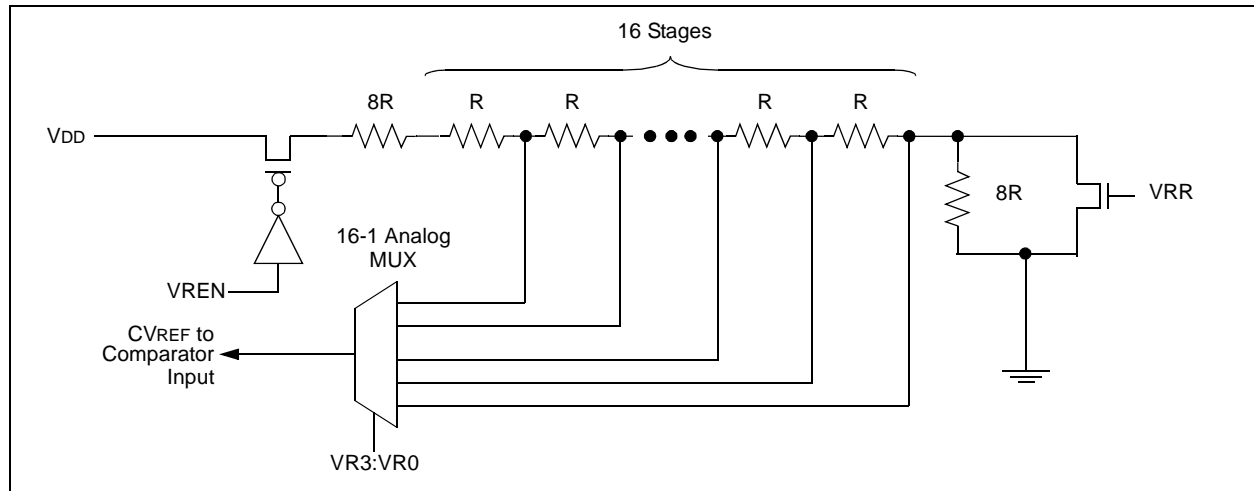 16 Stages
8R
R
R
R
R
VDD
8R
VRR
16-1 Analog
MUX
VREN
CVREF to
Comparator
Input
VR3:VR0